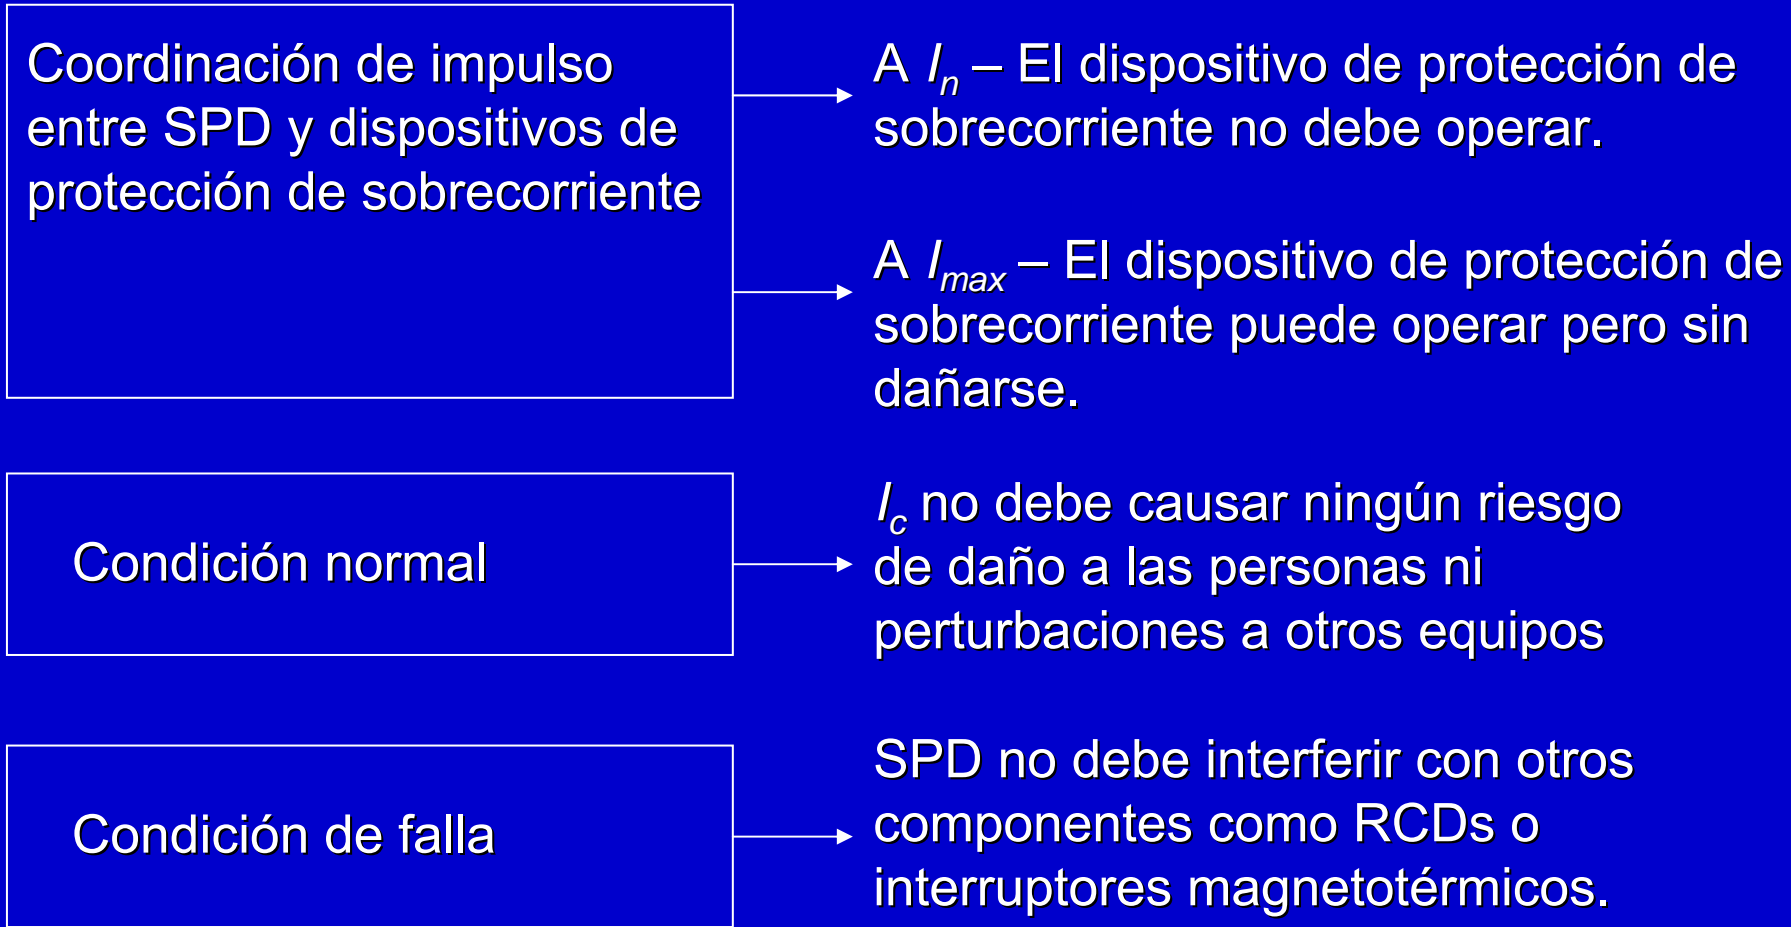 Coordinación de impulso
entre SPD y dispositivos de
protección de sobrecorriente
A In – El dispositivo de protección de
sobrecorriente no debe operar.
A Imax – El dispositivo de protección de
sobrecorriente puede operar pero sin
dañarse.
Condición normal
Ic no debe causar ningún riesgo
de daño a las personas ni
perturbaciones a otros equipos
Condición de falla
SPD no debe interferir con otros
componentes como RCDs o
interruptores magnetotérmicos.